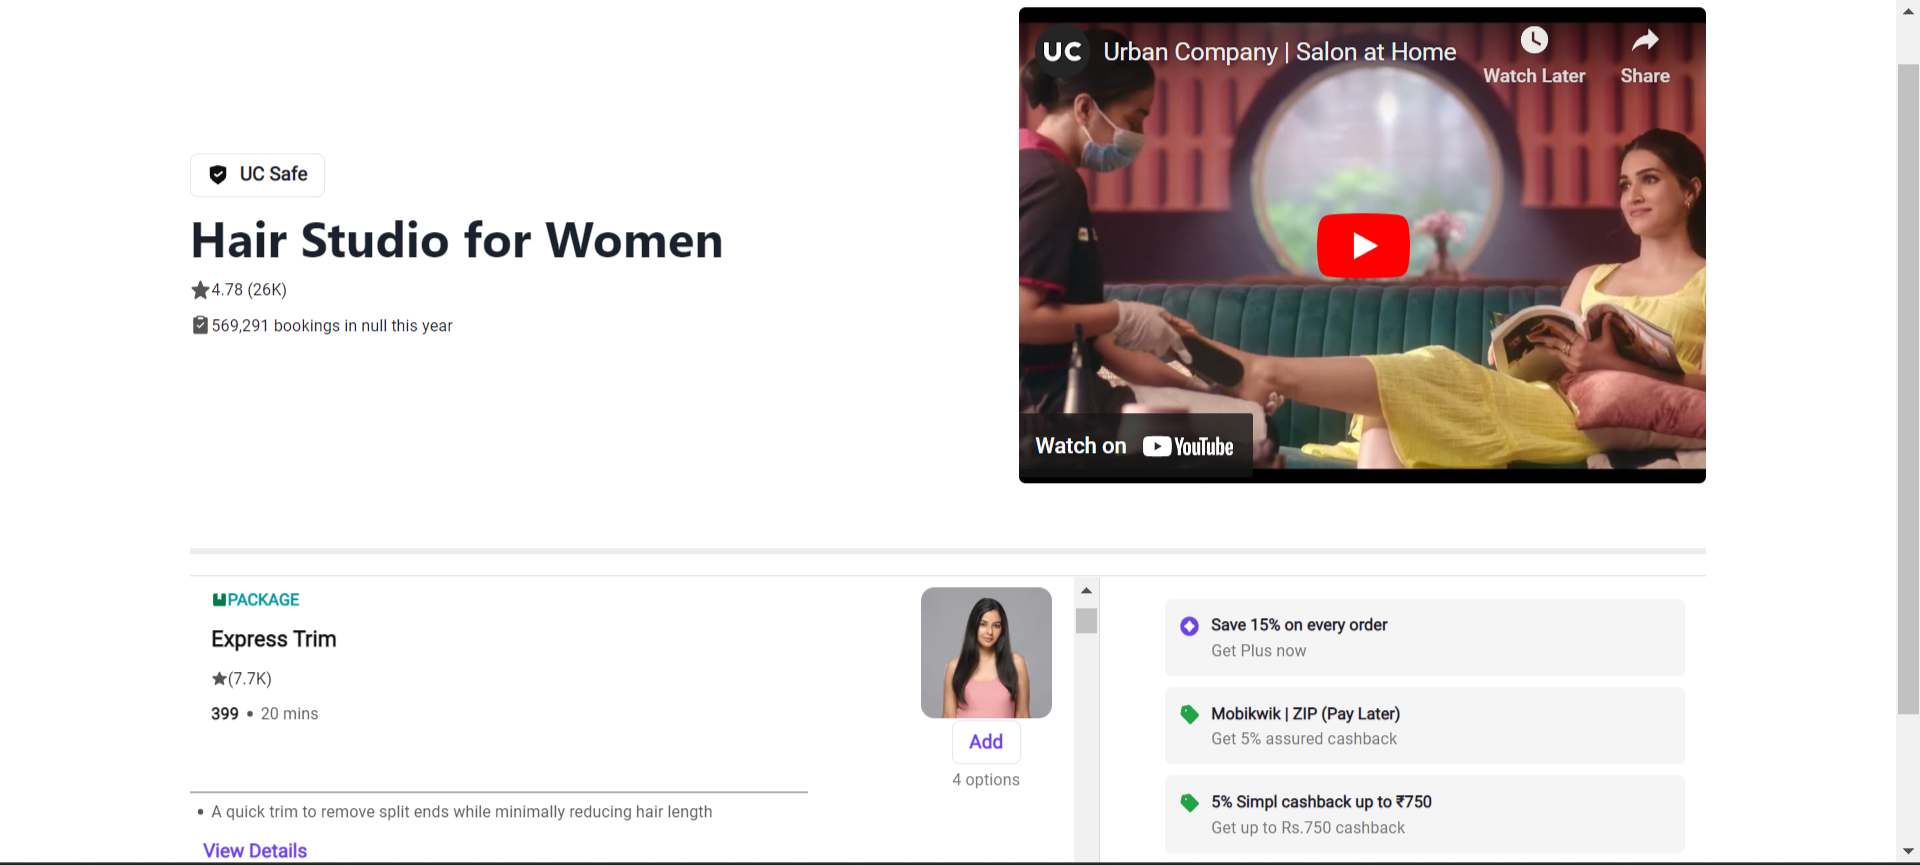 UC Safe
Hair Studio for Women
4.78 (26K)
569,291 bookings in null this year
UC Urban Company | Salon at Home
Watch Later
Share
Watch on YouTube
PACKAGE
Express Trim
(7.7K)
399 • 20 mins
Add
4 options
• A quick trim to remove split ends while minimally reducing hair length
View Details
Save 15% on every order
Get Plus now
Mobikwik | ZIP (Pay Later)
Get 5% assured cashback
5% Simpl cashback up to ₹750
Get up to Rs.750 cashback